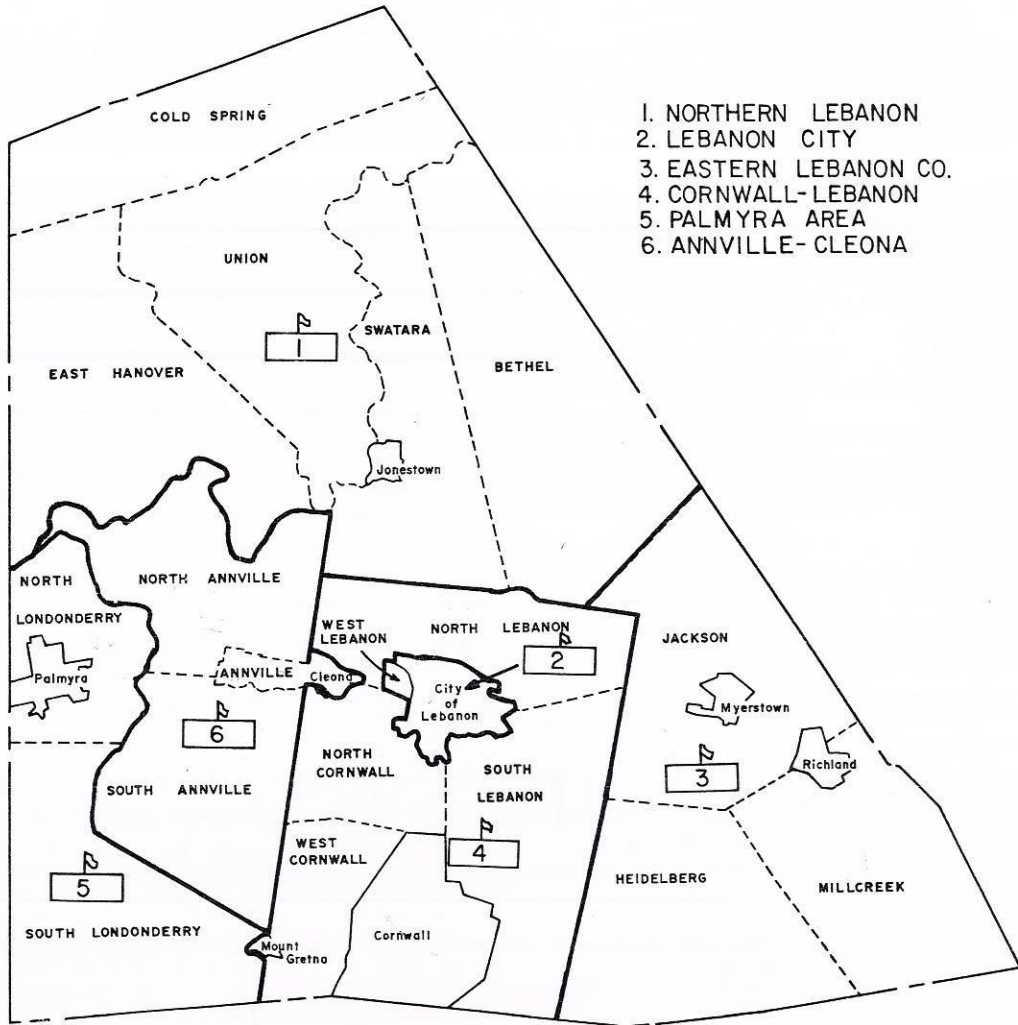 COLD SPRING
1. NORTHERN LEBANON
2. LEBANON CITY
3. EASTERN LEBANON CO.
4. CORNWALL-LEBANON
5. PALMYRA AREA
6. ANNVILLE-CLEONA
UNION
1
SWATARA
EAST HANOVER
BETHEL
Jonestown
NORTH
LONDONDERRY
NORTH ANNVILLE
WEST
LEBANON
NORTH LEBANON
2
JACKSON
Palmyra
ANNVILLE
Cleona
City
of
Lebanon
Myerstown
6
NORTH
CORNWALL
SOUTH
LEBANON
3
Richland
SOUTH ANNVILLE
WEST
CORNWALL
4
5
HEIDELBERG
MILLCREEK
SOUTH LONDONDERRY
Mount
Gretna
Cornwall